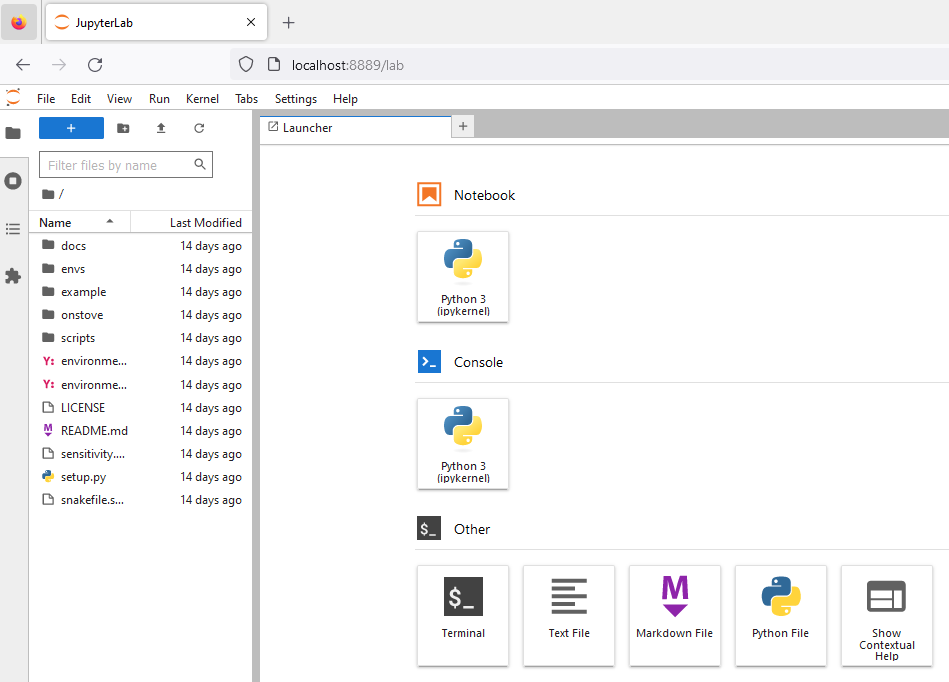 JupyterLab
localhost:8889/lab
File Edit View Run Kernel Tabs Settings Help
Launcher
Filter files by name
/
Name Last Modified
docs 14 days ago
envs 14 days ago
example 14 days ago
onstove 14 days ago
scripts 14 days ago
Y: environme... 14 days ago
Y: environme... 14 days ago
LICENSE 14 days ago
M README.md 14 days ago
sensitivity.... 14 days ago
setup.py 14 days ago
snakefile.s... 14 days ago
Notebook
Python 3
(ipykernel)
Console
Python 3
(ipykernel)
$_ Other
$_
Terminal
Text File
M
Markdown File
Python File
Show
Contextual
Help